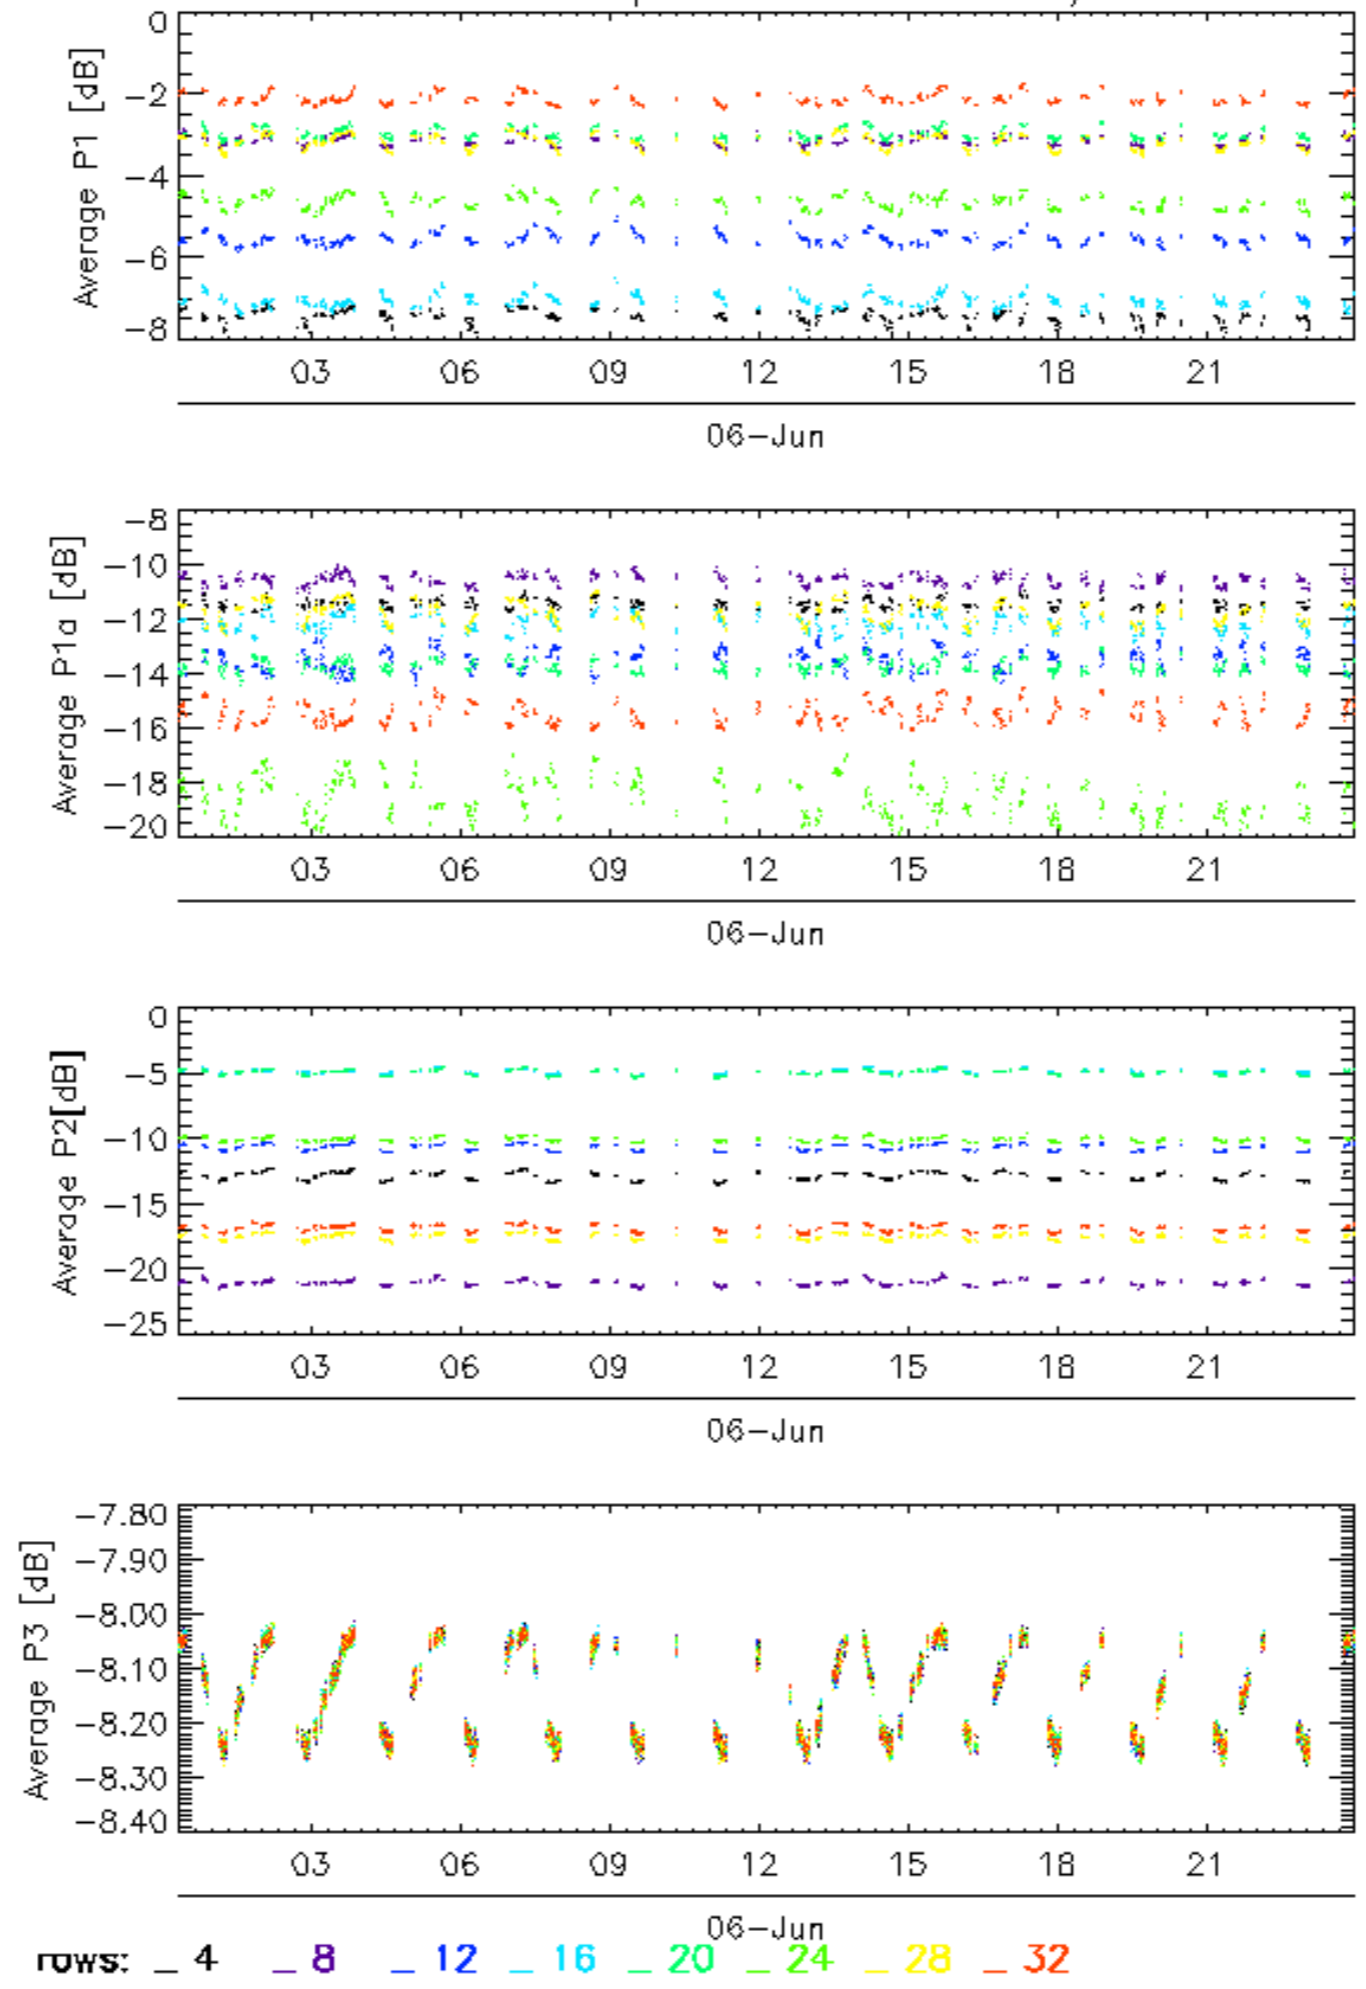 0
-2
-4
-6
-8
Average P1 [dB]
03 06 09 12 15 18 21
06-Jun
-8
-10
-12
-14
-16
-18
-20
Average P1a [dB]
03 06 09 12 15 18 21
06-Jun
0
-5
-10
-15
-20
-25
Average P2[dB]
03 06 09 12 15 18 21
06-Jun
-7.80
-7.90
-8.00
-8.10
-8.20
-8.30
-8.40
Average P3 [dB]
03 06 09 12 15 18 21
06-Jun
rows: _ 4 _ 8 _ 12 _ 16 _ 20 _ 24 _ 28 _ 32